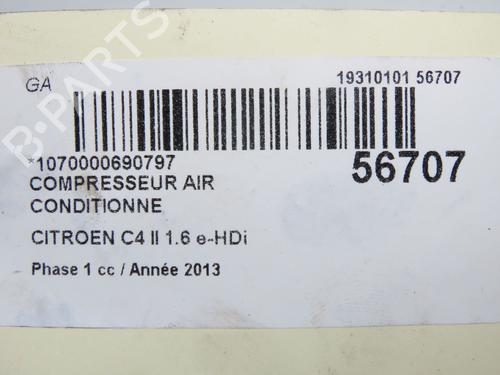 GA
19310101 56707
*1070000690797
56707
COMPRESSEUR AIR
CONDITIONNE
CITROEN C4 II 1.6 e-HDi
Phase 1 cc / Année 2013
B-PARTS